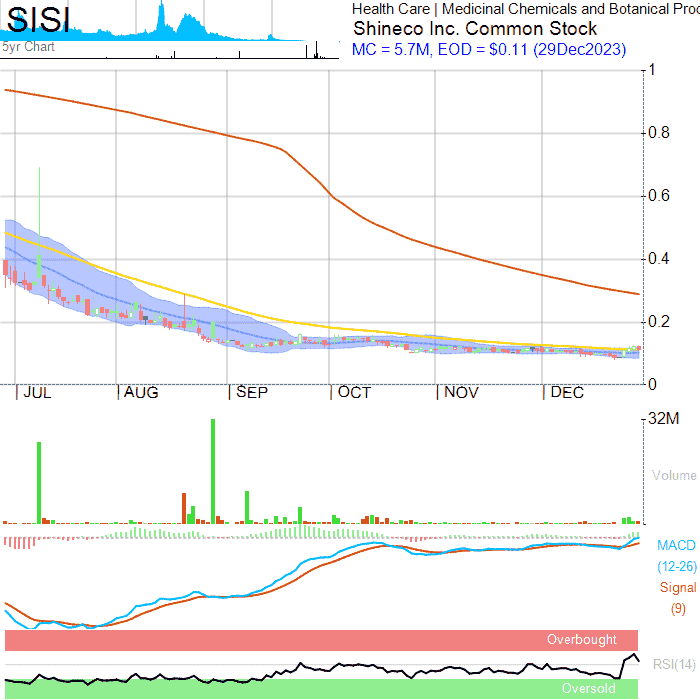 SISI
5yr Chart
Health Care | Medicinal Chemicals and Botanical Proc
Shineco Inc. Common Stock
MC = 5.7M, EOD = $0.11 (29Dec2023)
1
0.8
0.6
0.4
0.2
0
JUL AUG SEP OCT NOV DEC
32M
Volume
MACD
(12-26)
Signal
(9)
Overbought
RSI(14)
Oversold